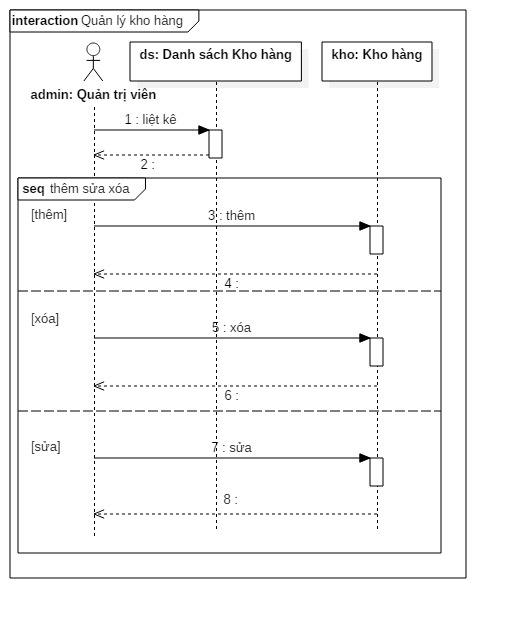 interaction Quản lý kho hàng
ds: Danh sách Kho hàng
kho: Kho hàng
admin: Quản trị viên
1 : liệt kê
2 :
seq thêm sửa xóa
[thêm]
3 : thêm
4 :
[xóa]
5 : xóa
6 :
[sửa]
7 : sửa
8 :